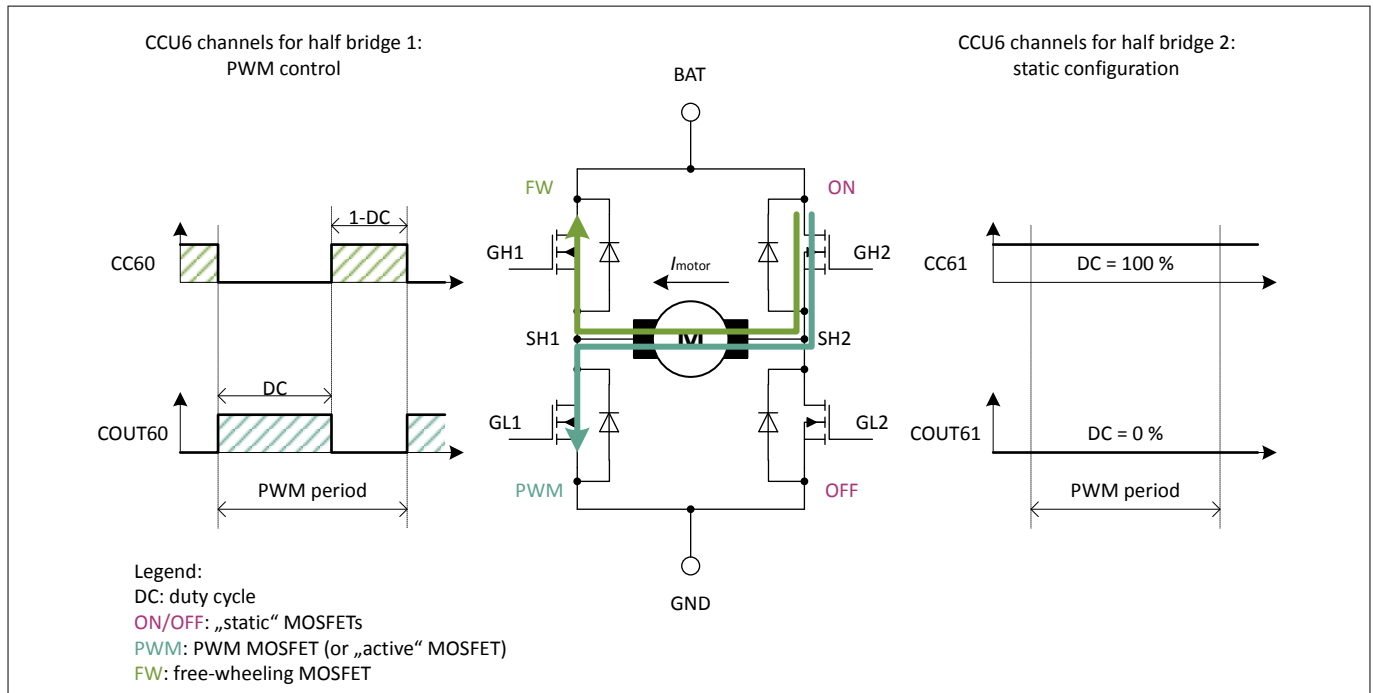 CCU6 channels for half bridge 1:
PWM control
CCU6 channels for half bridge 2:
static configuration
BAT
FW
ON
1-DC
CC60
GH1
GH2
Imotor
CC61
DC = 100 %
SH1
M
SH2
DC
COUT60
GL1
GL2
COUT61
DC = 0 %
PWM period
PWM
OFF
PWM period
GND
Legend:
DC: duty cycle
ON/OFF: „static“ MOSFETs
PWM: PWM MOSFET (or „active“ MOSFET)
FW: free-wheeling MOSFET